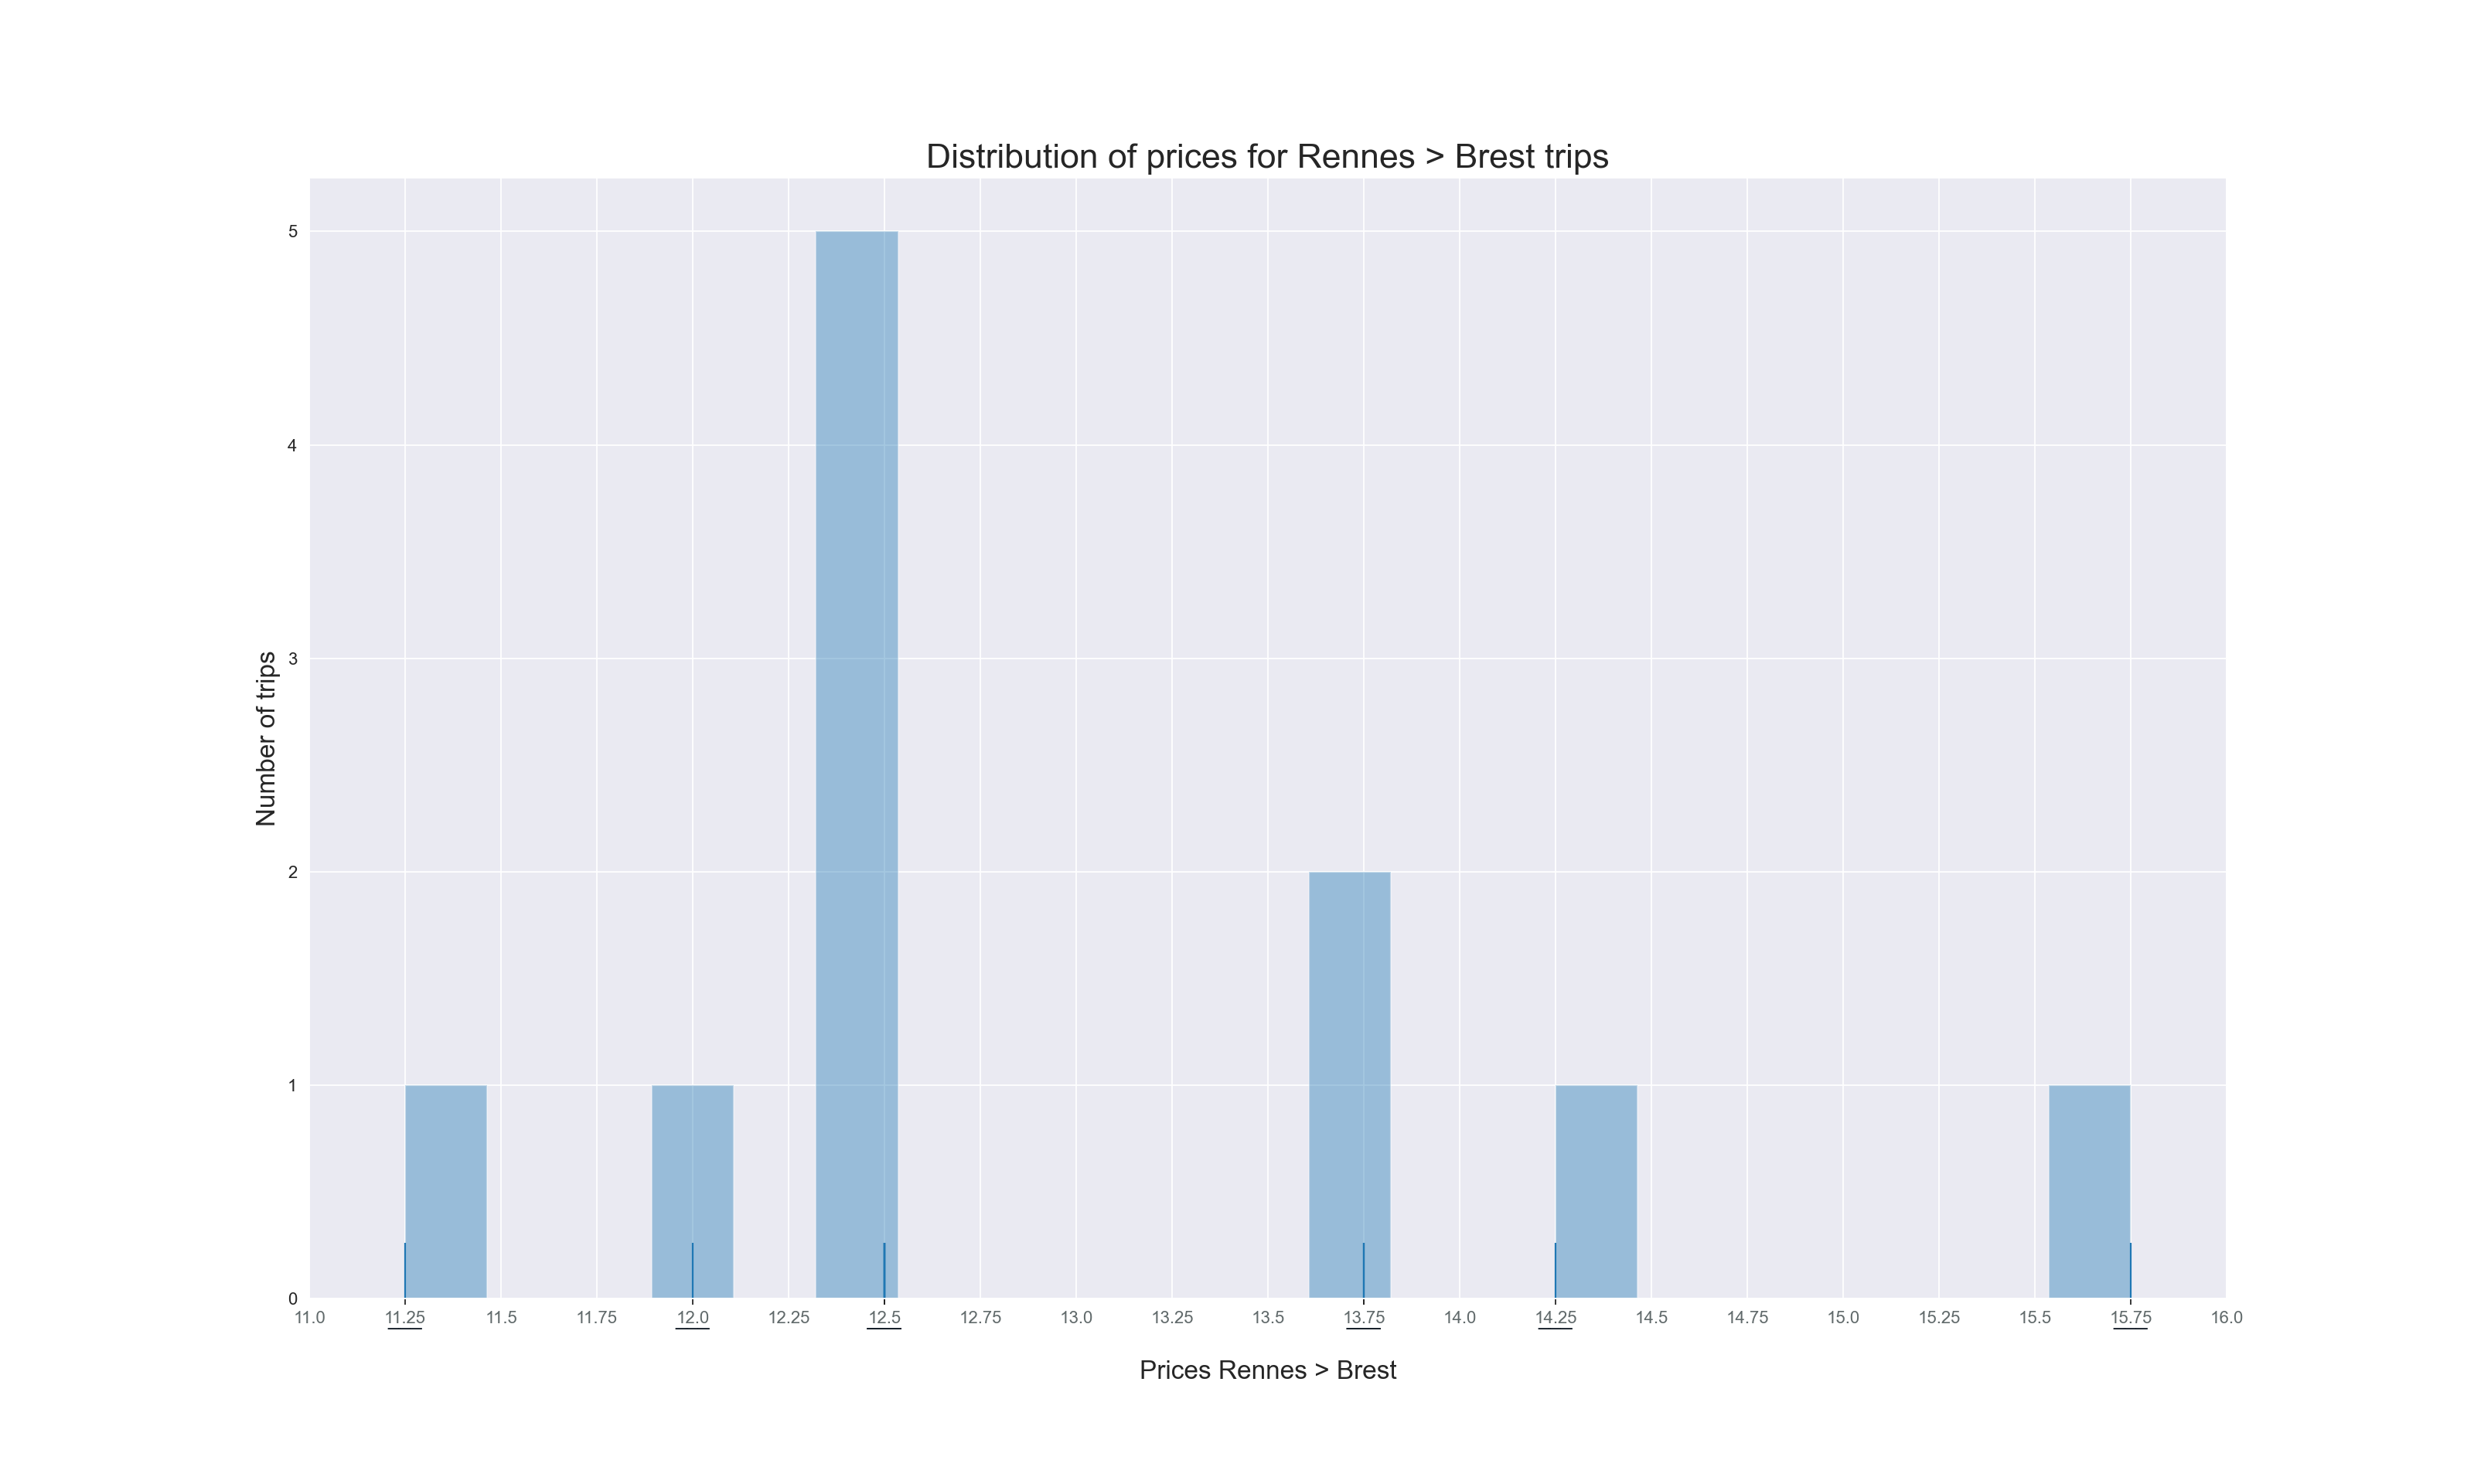 Distribution of prices for Rennes > Brest trips
5
4
3
2
1
0
Number of trips
11.0 11.25 11.5 11.75 12.0 12.25 12.5 12.75 13.0 13.25 13.5 13.75 14.0 14.25 14.5 14.75 15.0 15.25 15.5 15.75 16.0
Prices Rennes > Brest